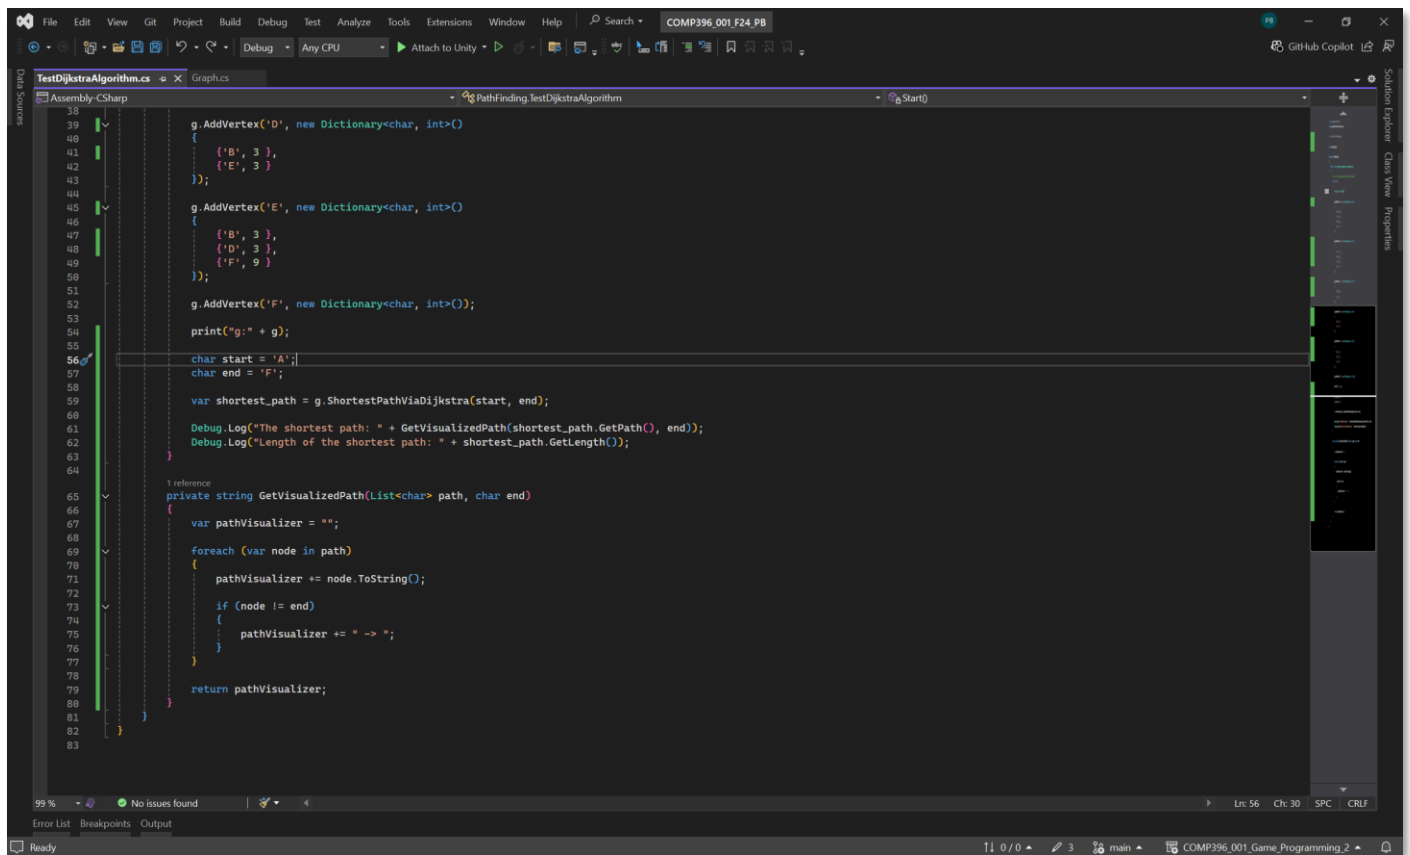 File Edit View Git Project Build Debug Test Analyze Tools Extensions Window Help Search COMP396_001_F24_PB PB
Debug Any CPU Attach to Unity GitHub Copilot
Data Sources
TestDijkstraAlgorithm.cs Graph.cs
Assembly-CSharp PathFinding.TestDijkstraAlgorithm Start()
Solution Explorer Class View Properties
38
39 g.AddVertex('D', new Dictionary<char, int>()
40 {
41 {'B', 3 },
42 {'E', 3 }
43 });
44
45 g.AddVertex('E', new Dictionary<char, int>()
46 {
47 {'B', 3 },
48 {'D', 3 },
49 {'F', 9 }
50 });
51
52 g.AddVertex('F', new Dictionary<char, int>());
53
54 print("g:" + g);
55
56 char start = 'A';
57 char end = 'F';
58
59 var shortest_path = g.ShortestPathViaDijkstra(start, end);
60
61 Debug.Log("The shortest path: " + GetVisualizedPath(shortest_path.GetPath(), end));
62 Debug.Log("Length of the shortest path: " + shortest_path.GetLength());
63 }
64
1 reference
65 private string GetVisualizedPath(List<char> path, char end)
66 {
67 var pathVisualizer = "";
68
69 foreach (var node in path)
70 {
71 pathVisualizer += node.ToString();
72
73 if (node != end)
74 {
75 pathVisualizer += " -> ";
76 }
77 }
78
79 return pathVisualizer;
80 }
81 }
82 }
83
99 % No issues found Ln: 56 Ch: 30 SPC CRLF
Error List Breakpoints Output
Ready 0 / 0 3 main COMP396_001_Game_Programming_2